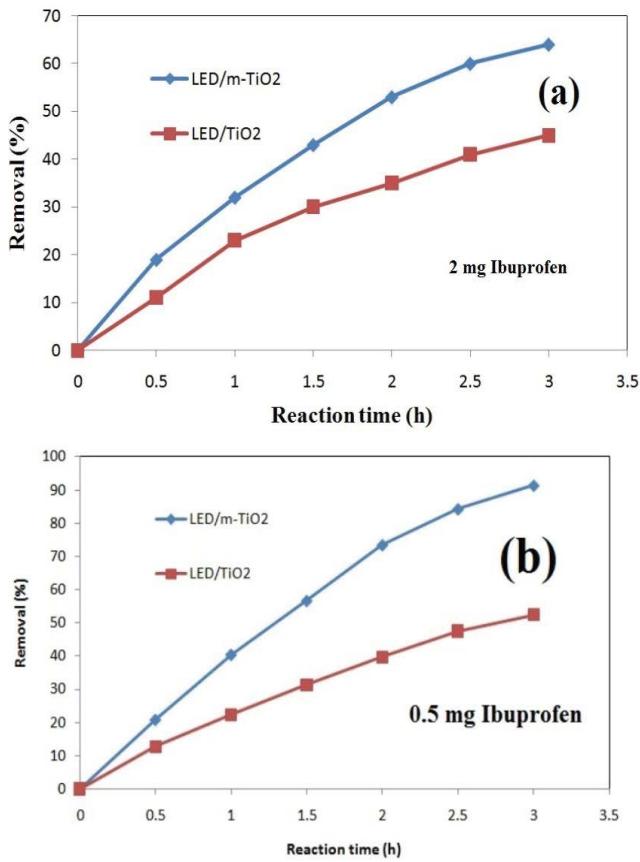 70
60
50
40
30
20
10
0
Removal (%)
LED/m-TiO2
LED/TiO2
(a)
2 mg Ibuprofen
0 0.5 1 1.5 2 2.5 3 3.5
Reaction time (h)
100
90
80
70
60
50
40
30
20
10
0
Removal (%)
LED/m-TiO2
LED/TiO2
(b)
0.5 mg Ibuprofen
0 0.5 1 1.5 2 2.5 3 3.5
Reaction time (h)